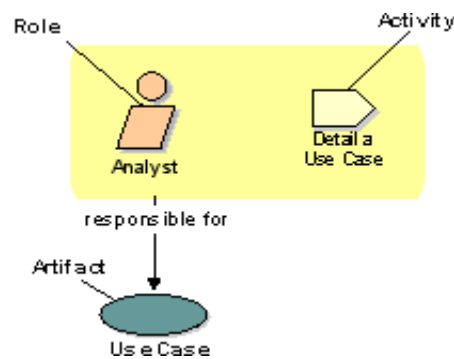 Role
Activity
Analyst
Detail a
Use Case
responsible for
Artifact
Use Case